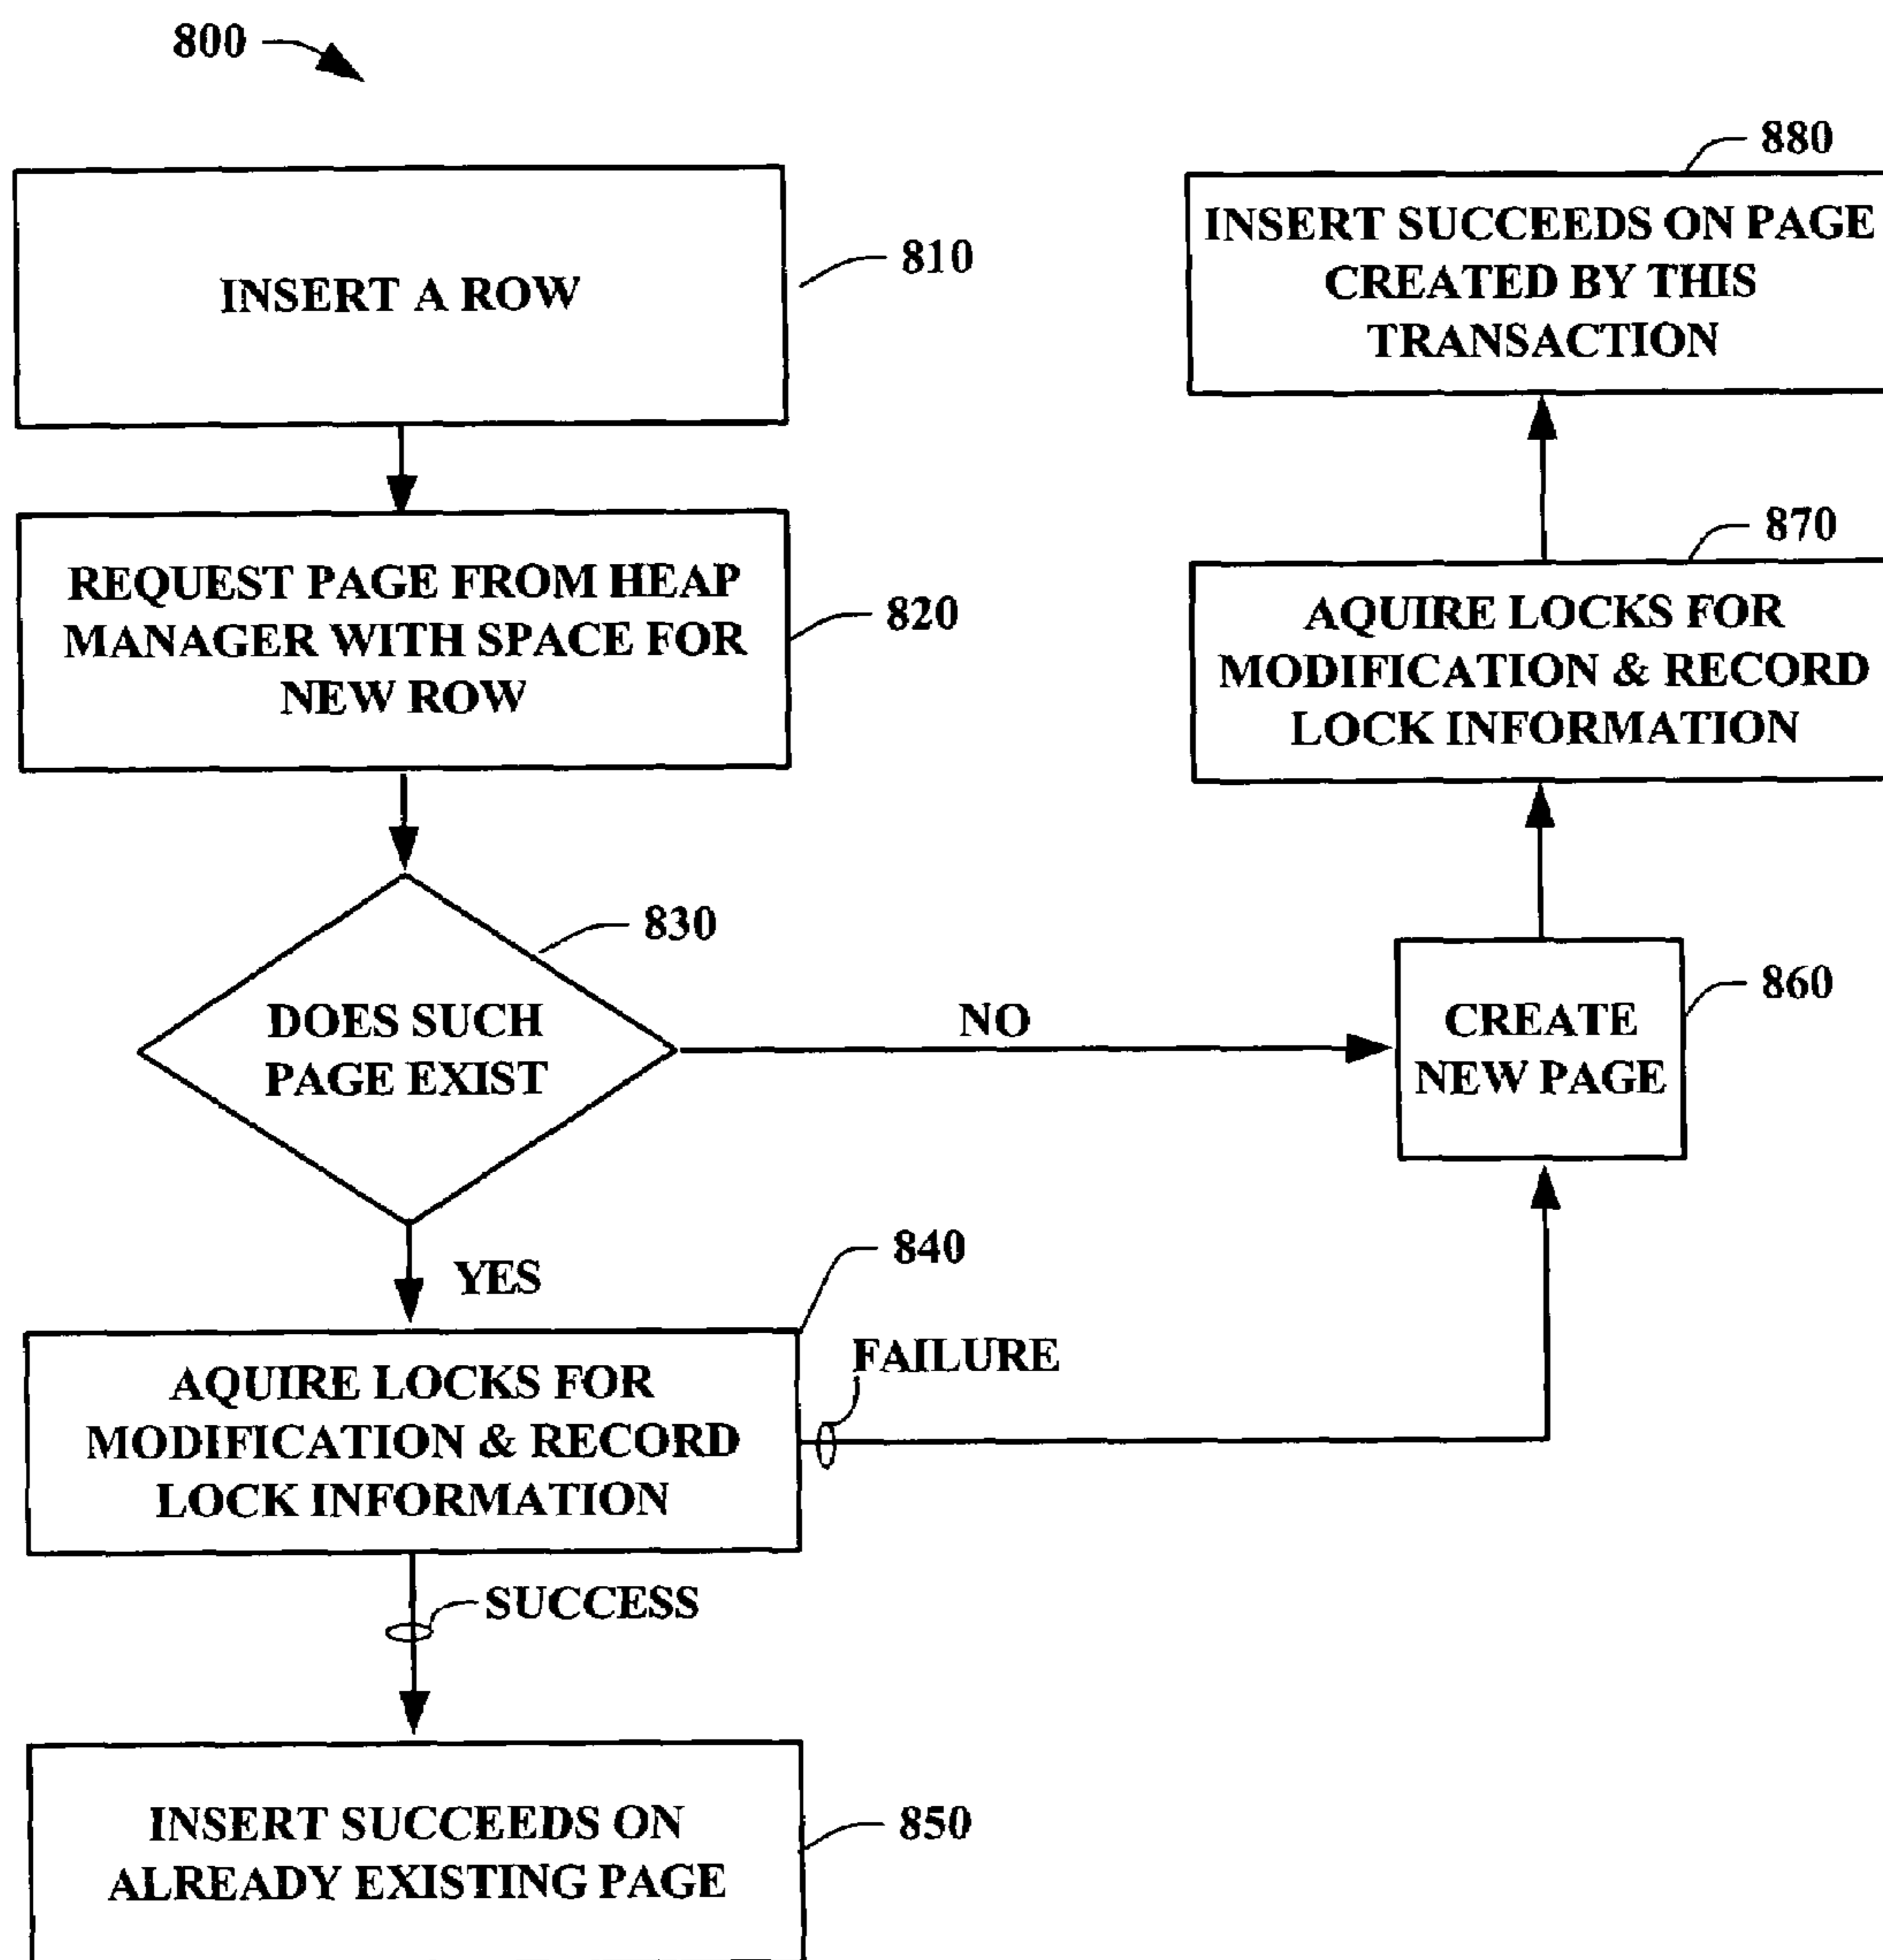 800
INSERT A ROW
810
REQUEST PAGE FROM HEAP
MANAGER WITH SPACE FOR
NEW ROW
820
DOES SUCH
PAGE EXIST
830
NO
YES
AQUIRE LOCKS FOR
MODIFICATION & RECORD
LOCK INFORMATION
840
FAILURE
SUCCESS
INSERT SUCCEEDS ON
ALREADY EXISTING PAGE
850
CREATE
NEW PAGE
860
AQUIRE LOCKS FOR
MODIFICATION & RECORD
LOCK INFORMATION
870
INSERT SUCCEEDS ON PAGE
CREATED BY THIS
TRANSACTION
880